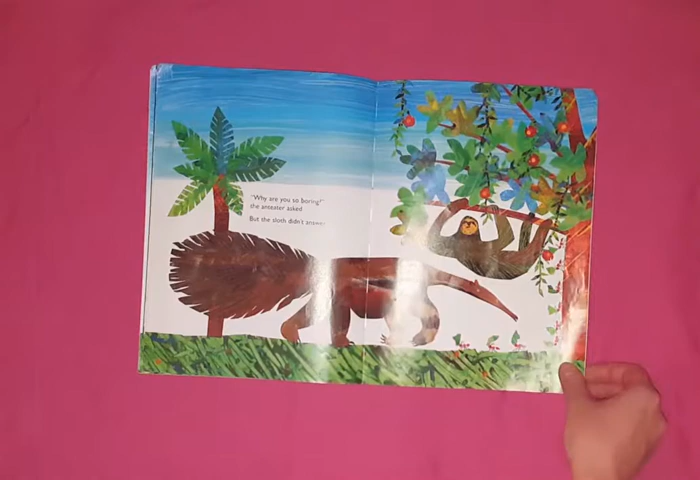 "Why are you so boring?"
the anteater asked
But the sloth didn't answer